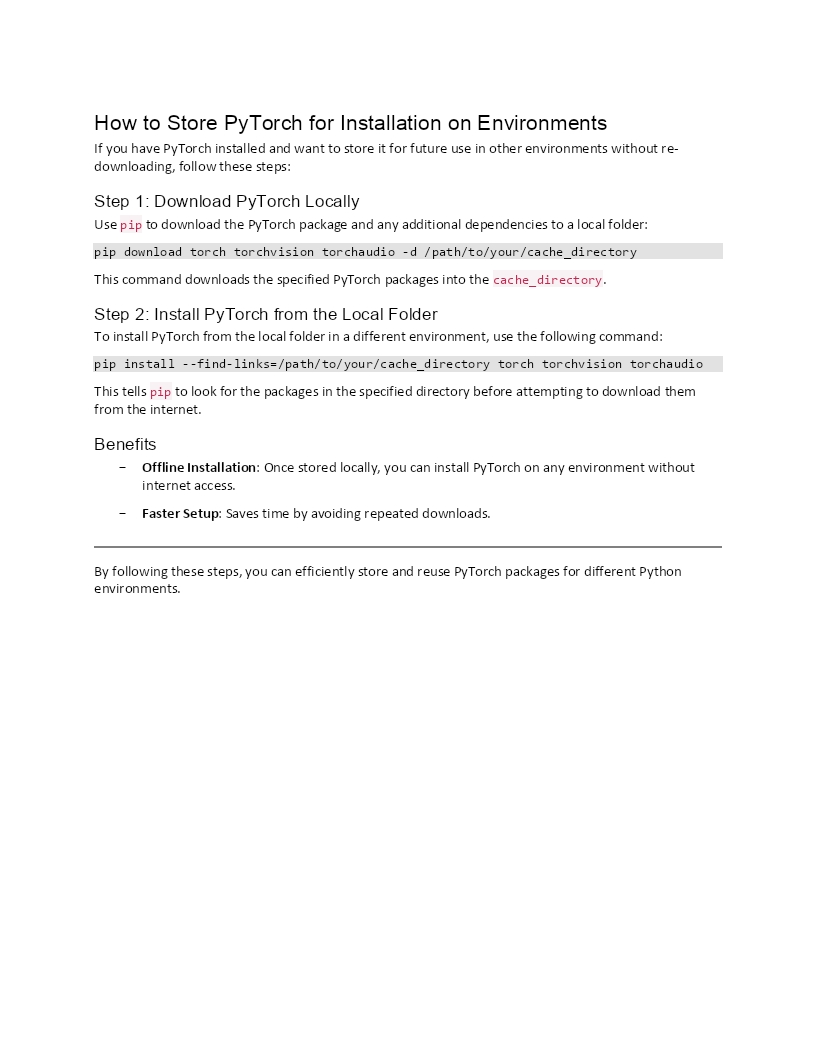 How to Store PyTorch for Installation on Environments
If you have PyTorch installed and want to store it for future use in other environments without re-
downloading, follow these steps:
Step 1: Download PyTorch Locally
Use pip to download the PyTorch package and any additional dependencies to a local folder:
pip download torch torchvision torchaudio -d /path/to/your/cache_directory
This command downloads the specified PyTorch packages into the cache_directory.
Step 2: Install PyTorch from the Local Folder
To install PyTorch from the local folder in a different environment, use the following command:
pip install --find-links=/path/to/your/cache_directory torch torchvision torchaudio
This tells pip to look for the packages in the specified directory before attempting to download them
from the internet.
Benefits
– Offline Installation: Once stored locally, you can install PyTorch on any environment without
internet access.
– Faster Setup: Saves time by avoiding repeated downloads.
By following these steps, you can efficiently store and reuse PyTorch packages for different Python
environments.